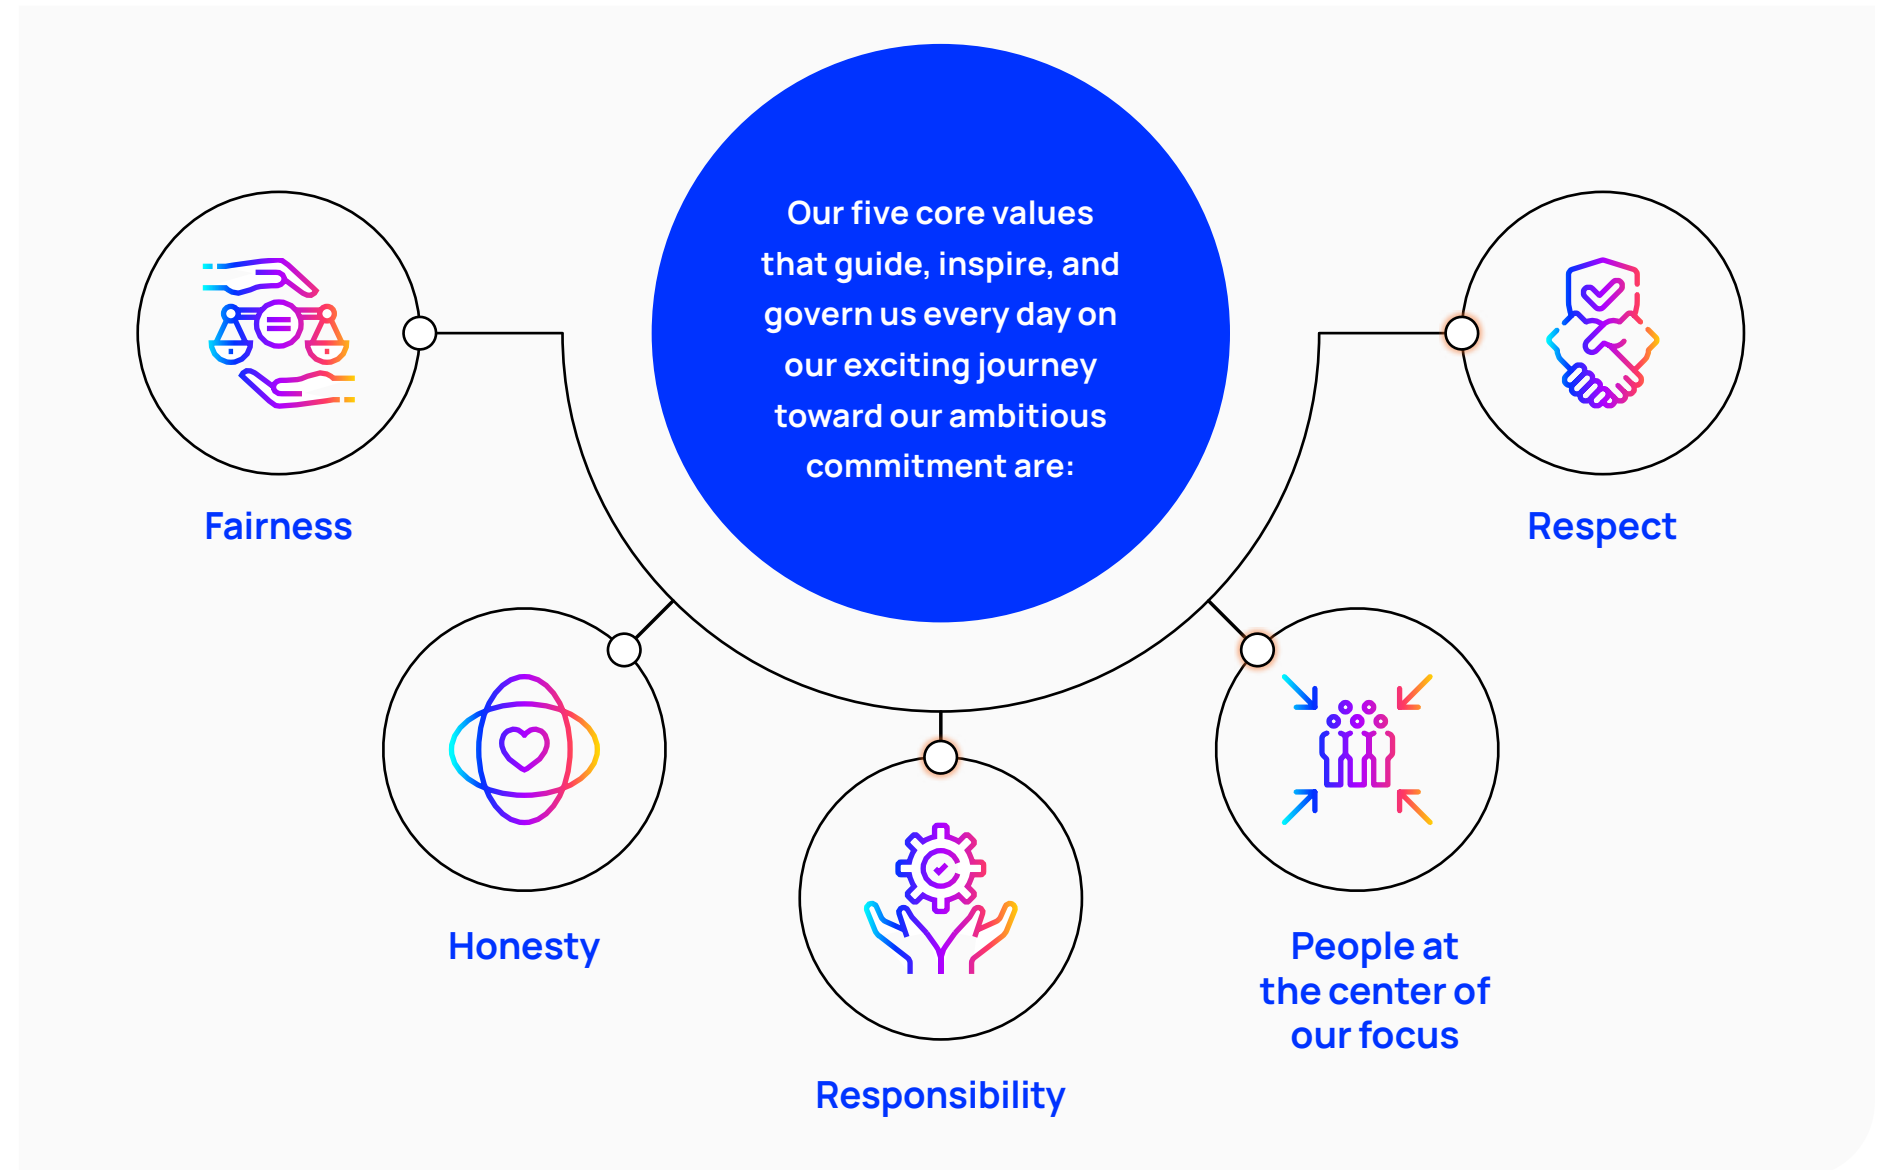 Our five core values
that guide, inspire, and
govern us every day on
our exciting journey
toward our ambitious
commitment are:
Fairness
Honesty
Responsibility
People at
the center of
our focus
Respect